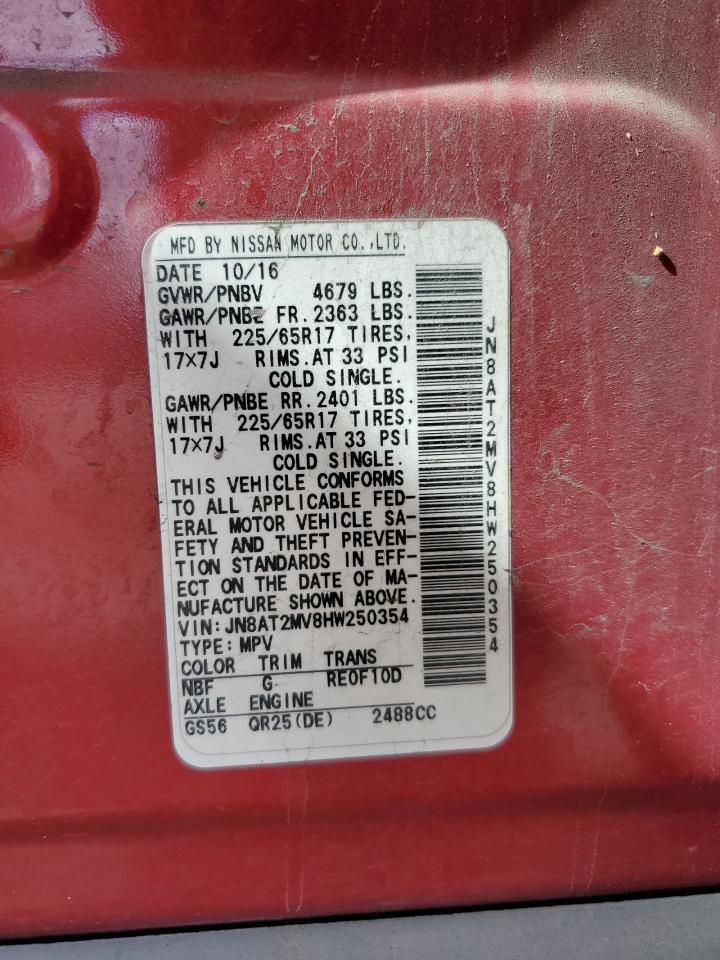 MFD BY NISSAN MOTOR CO.,LTD.
DATE 10/16
GVWR/PNBV 4679 LBS.
GAWR/PNBE FR.2363 LBS.
WITH 225/65R17 TIRES,
17×7J RIMS.AT 33 PSI
COLD SINGLE.
GAWR/PNBE RR.2401 LBS.
WITH 225/65R17 TIRES,
17×7J RIMS.AT 33 PSI
COLD SINGLE.
THIS VEHICLE CONFORMS
TO ALL APPLICABLE FED-
ERAL MOTOR VEHICLE SA-
FETY AND THEFT PREVEN-
TION STANDARDS IN EFF-
ECT ON THE DATE OF MA-
NUFACTURE SHOWN ABOVE.
VIN:JN8AT2MV8HW250354
TYPE:MPV
COLOR TRIM TRANS
NBF G RE0F10D
AXLE ENGINE
GS56 QR25(DE) 2488CC
JN8AT2MV8HW250354